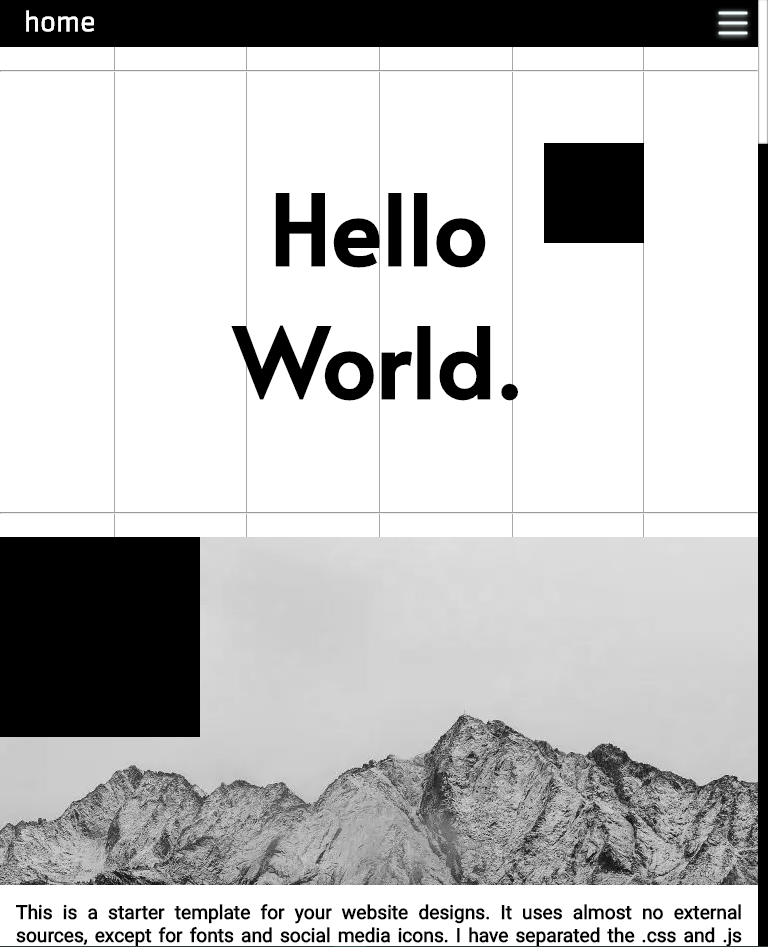 home
Hello
World.
This is a starter template for your website designs. It uses almost no external
sources, except for fonts and social media icons. I have separated the .css and .js